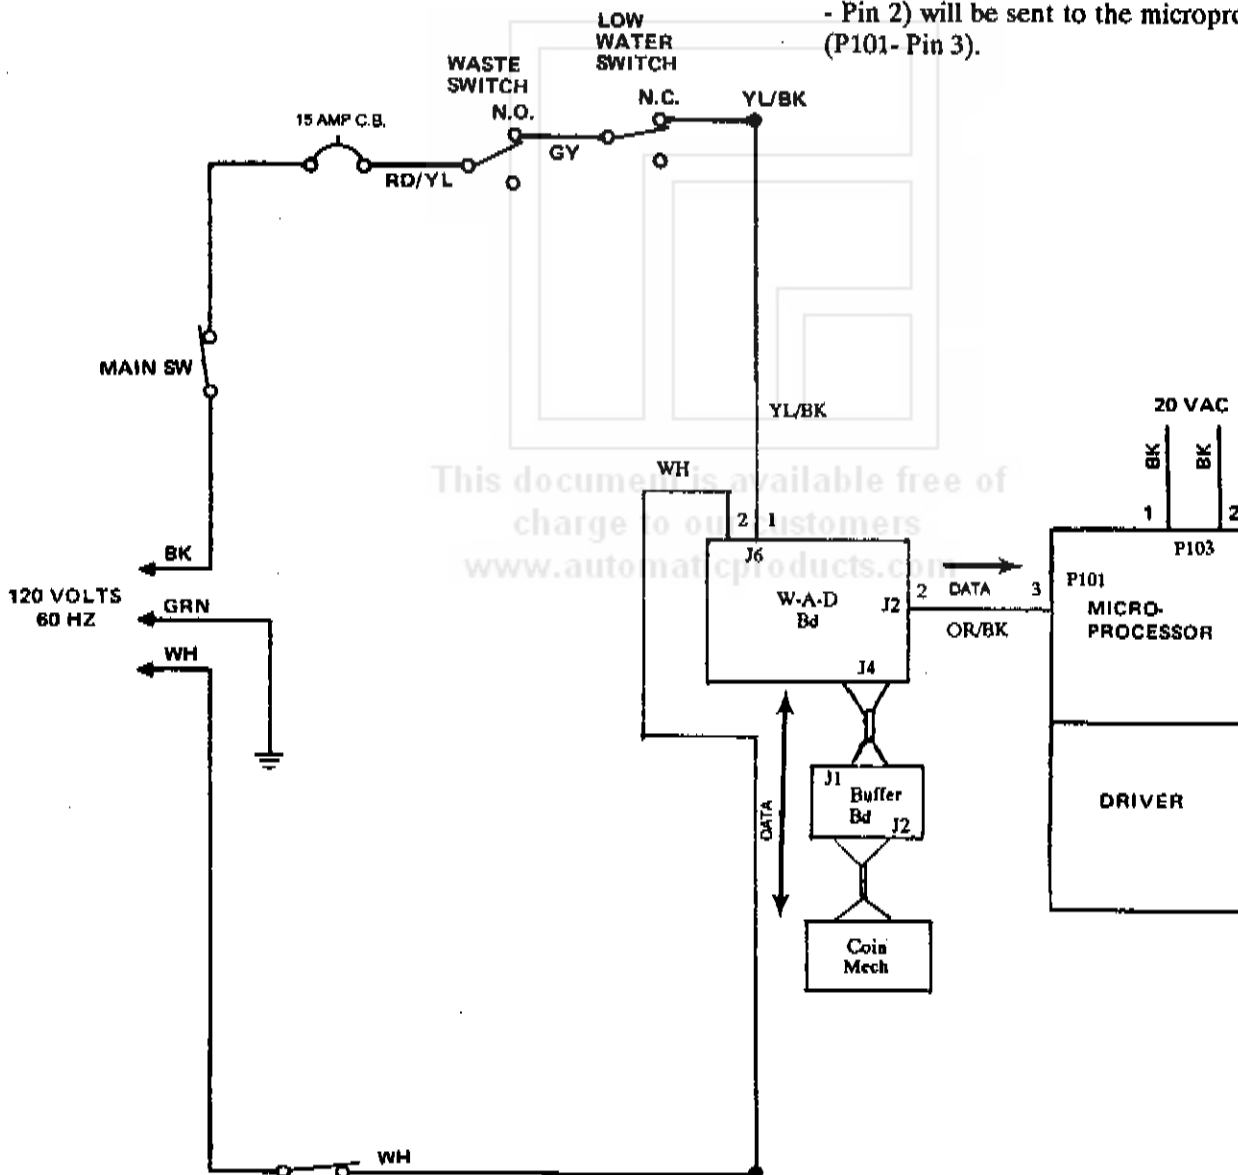 - Pin 2) will be sent to the micropro
(P101- Pin 3).
LOW
WATER
SWITCH
WASTE
SWITCH
N.O.
N.C.
YL/BK
15 AMP C.B.
RD/YL
GY
MAIN SW
YL/BK
20 VAC
BK
BK
WH
This document is available free of
charge to our customers
www.automaticproducts.com
2 1
J6
1 2
P103
BK
120 VOLTS
60 HZ
GRN
WH
W-A-D
Bd
J2
2
DATA
3
OR/BK
P101
MICRO-
PROCESSOR
J4
DATA
J1
Buffer
Bd
J2
DRIVER
Coin
Mech
WH